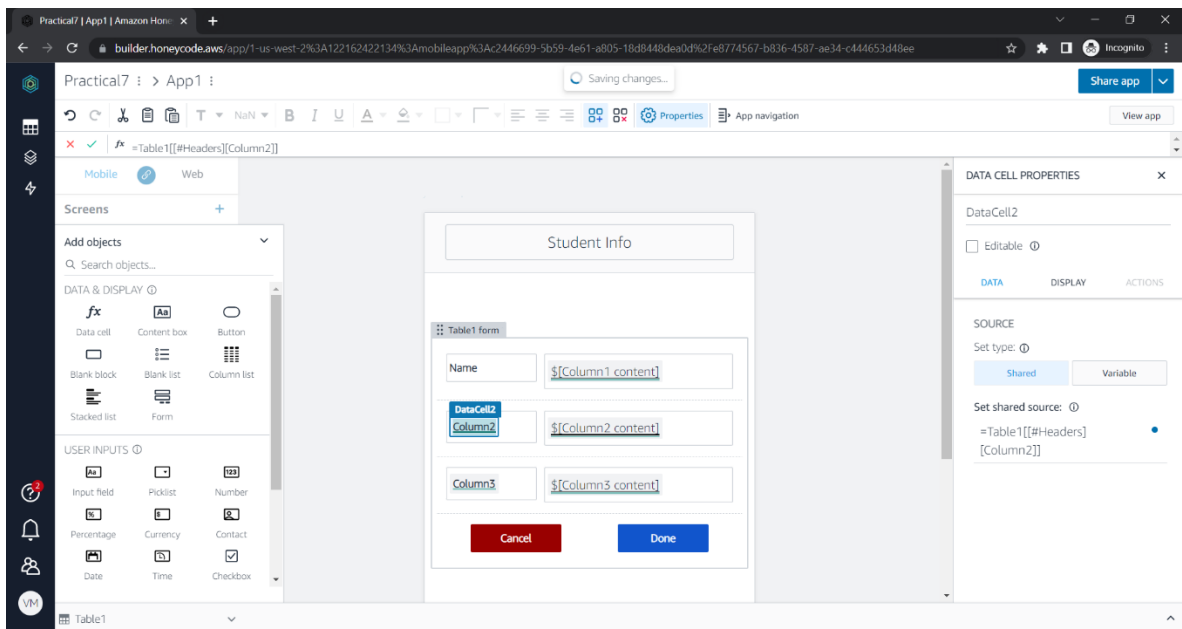 Practical7 | App1 | Amazon Hone
builder.honeycode.aws/app/1-us-west-2%3A122162422134%3Amobileapp%3Ac2446699-5b59-4e61-a805-18d8448dea0d%2Fe8774567-b836-4587-ae34-c444653d48ee
Incognito
Practical7 > App1
Saving changes...
Share app
T NaN B I U A Properties App navigation
View app
fx =Table1[[#Headers][Column2]]
Mobile Web
Screens +
Add objects
Search objects...
DATA & DISPLAY
fx Aa
Data cell Content box Button
Blank block Blank list Column list
Stacked list Form
USER INPUTS
Aa 123
Input field Picklist Number
% $
Percentage Currency Contact
Date Time Checkbox
2
VM
Table1
Student Info
Table1 form
Name $[Column1 content]
DataCell2
Column2 $[Column2 content]
Column3 $[Column3 content]
Cancel Done
DATA CELL PROPERTIES
DataCell2
Editable
DATA DISPLAY ACTIONS
SOURCE
Set type:
Shared Variable
Set shared source:
=Table1[[#Headers]
[Column2]]